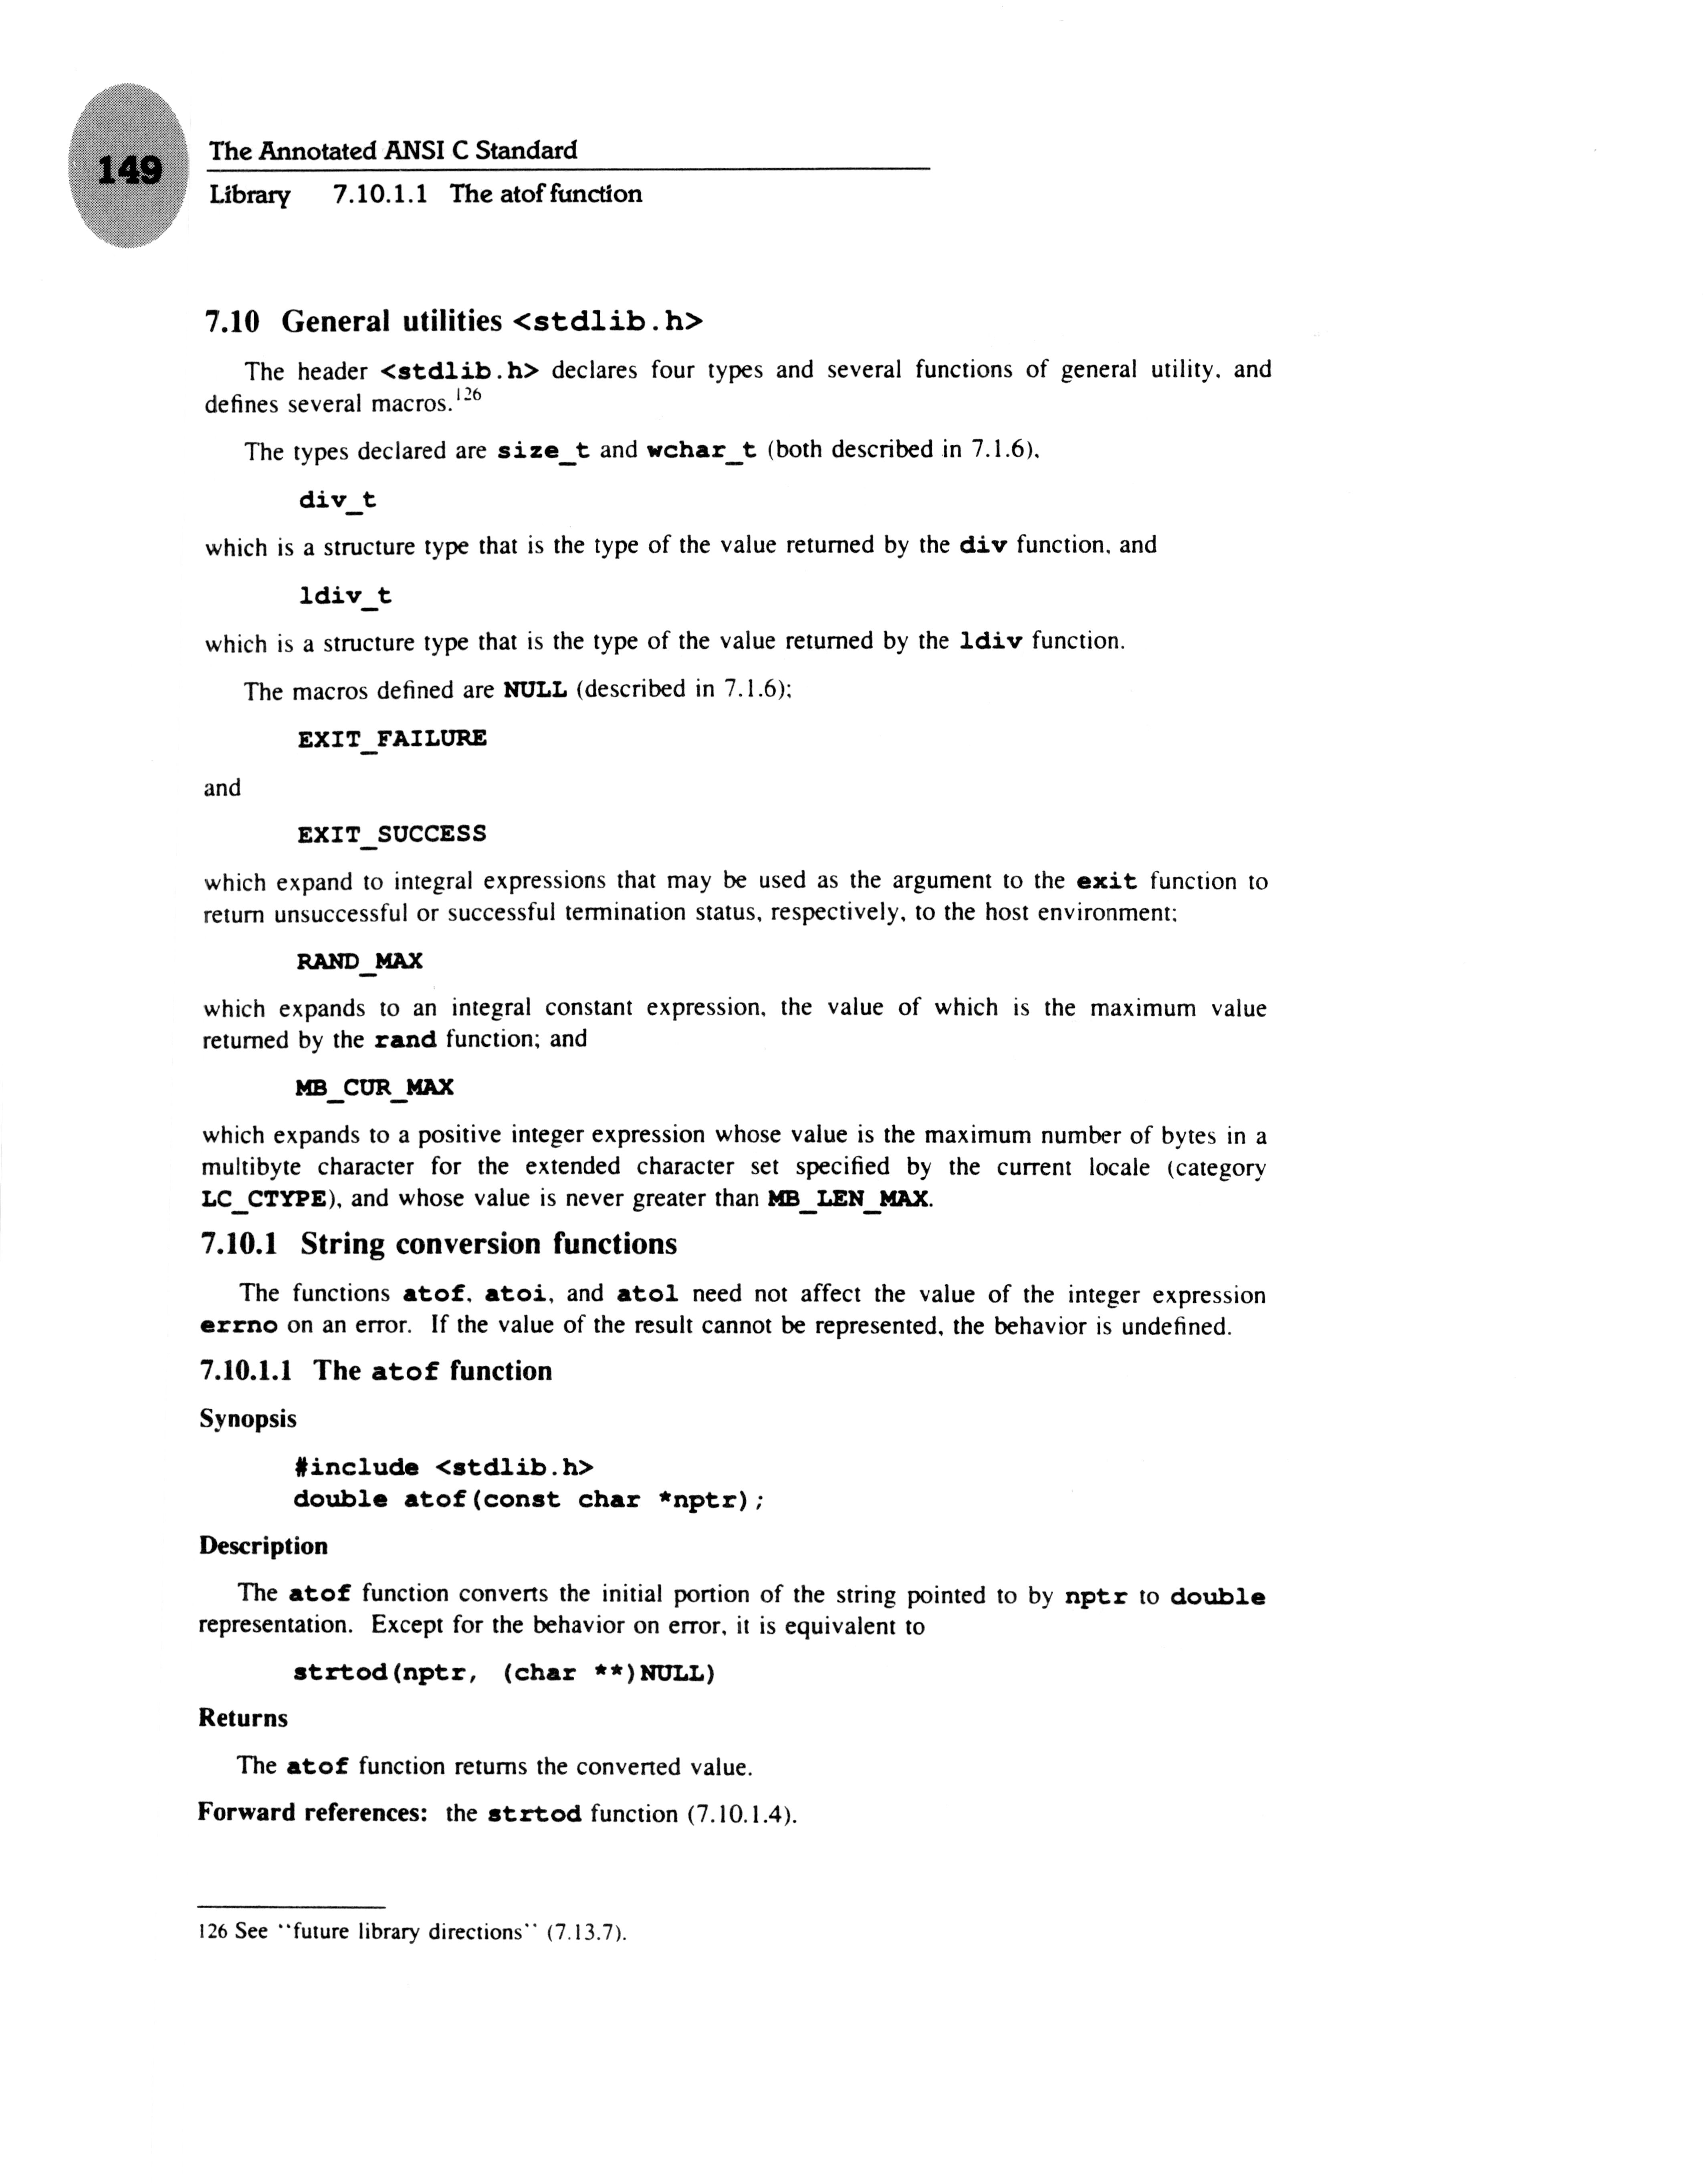 149
The Annotated ANSI C Standard
Library 7.10.1.1 The atof function
7.10 General utilities <stdlib.h>
The header <stdlib.h> declares four types and several functions of general utility, and
defines several macros.126
The types declared are size_t and wchar_t (both described in 7.1.6),
div_t
which is a structure type that is the type of the value returned by the div function, and
ldiv_t
which is a structure type that is the type of the value returned by the ldiv function.
The macros defined are NULL (described in 7.1.6);
EXIT_FAILURE
and
EXIT_SUCCESS
which expand to integral expressions that may be used as the argument to the exit function to
return unsuccessful or successful termination status, respectively, to the host environment;
RAND_MAX
which expands to an integral constant expression, the value of which is the maximum value
returned by the rand function; and
MB_CUR_MAX
which expands to a positive integer expression whose value is the maximum number of bytes in a
multibyte character for the extended character set specified by the current locale (category
LC_CTYPE), and whose value is never greater than MB_LEN_MAX.
7.10.1 String conversion functions
The functions atof, atoi, and atol need not affect the value of the integer expression
errno on an error. If the value of the result cannot be represented, the behavior is undefined.
7.10.1.1 The atof function
Synopsis
#include <stdlib.h>
double atof(const char *nptr);
Description
The atof function converts the initial portion of the string pointed to by nptr to double
representation. Except for the behavior on error, it is equivalent to
strtod(nptr, (char **)NULL)
Returns
The atof function returns the converted value.
Forward references: the strtod function (7.10.1.4).
126 See ``future library directions'' (7.13.7).